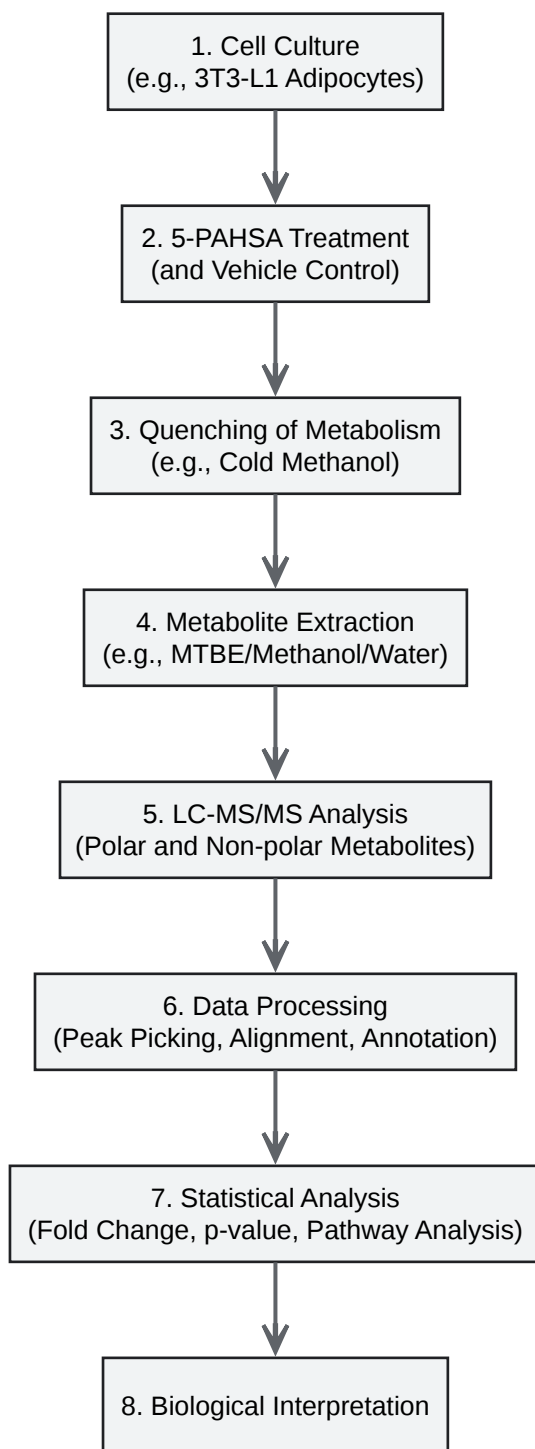 1. Cell Culture
(e.g., 3T3-L1 Adipocytes)
2. 5-PAHSA Treatment
(and Vehicle Control)
3. Quenching of Metabolism
(e.g., Cold Methanol)
4. Metabolite Extraction
(e.g., MTBE/Methanol/Water)
5. LC-MS/MS Analysis
(Polar and Non-polar Metabolites)
6. Data Processing
(Peak Picking, Alignment, Annotation)
7. Statistical Analysis
(Fold Change, p-value, Pathway Analysis)
8. Biological Interpretation